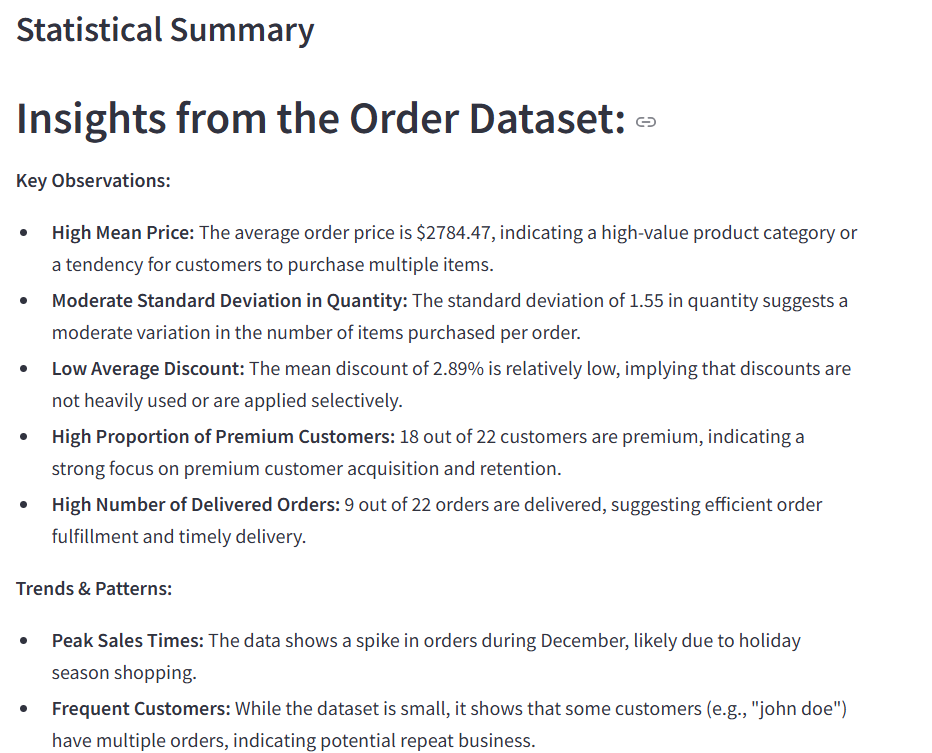 Statistical Summary
Insights from the Order Dataset:
Key Observations:
• High Mean Price: The average order price is $2784.47, indicating a high-value product category or
a tendency for customers to purchase multiple items.
• Moderate Standard Deviation in Quantity: The standard deviation of 1.55 in quantity suggests a
moderate variation in the number of items purchased per order.
• Low Average Discount: The mean discount of 2.89% is relatively low, implying that discounts are
not heavily used or are applied selectively.
• High Proportion of Premium Customers: 18 out of 22 customers are premium, indicating a
strong focus on premium customer acquisition and retention.
• High Number of Delivered Orders: 9 out of 22 orders are delivered, suggesting efficient order
fulfillment and timely delivery.
Trends & Patterns:
• Peak Sales Times: The data shows a spike in orders during December, likely due to holiday
season shopping.
• Frequent Customers: While the dataset is small, it shows that some customers (e.g., "john doe")
have multiple orders, indicating potential repeat business.